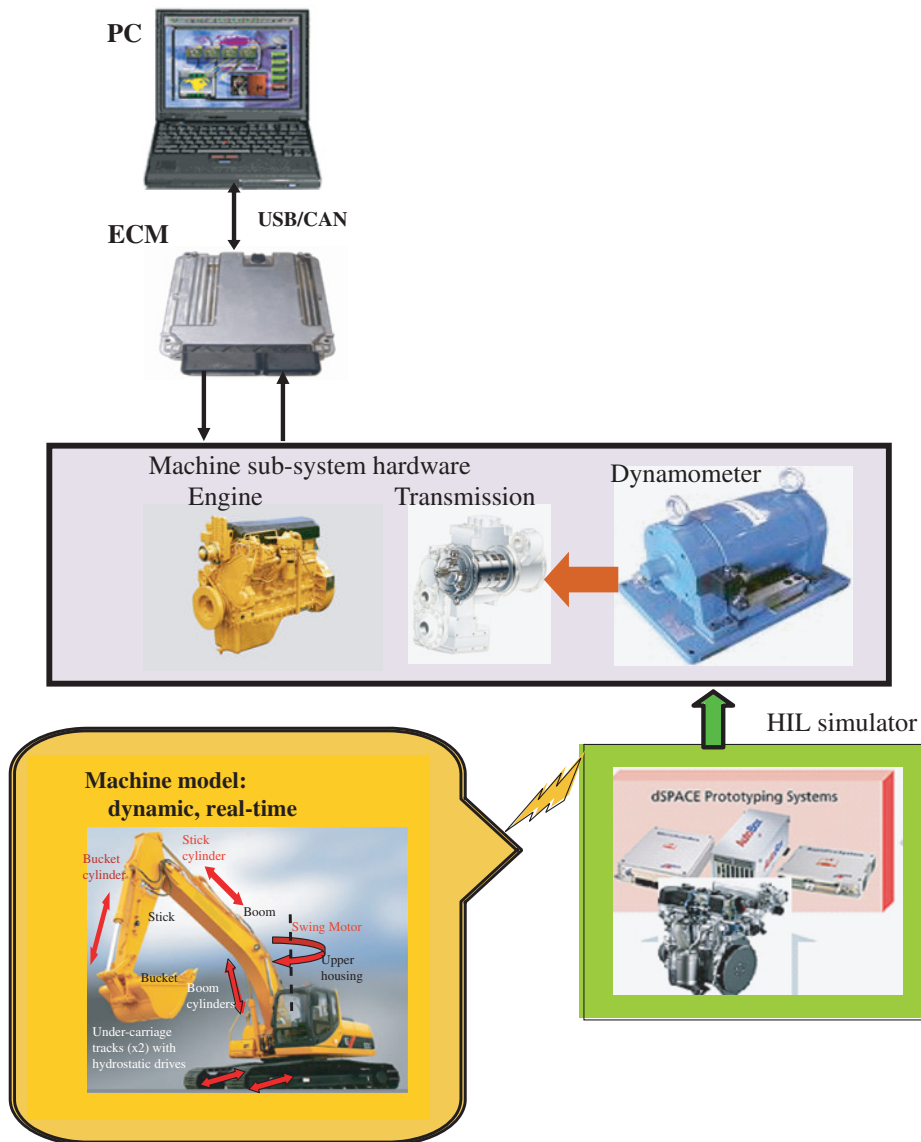 PC
USB/CAN
ECM
Machine sub-system hardware
Engine
Transmission
Dynamometer
HIL simulator
Machine model:
dynamic, real-time
Stick
cylinder
Bucket
cylinder
Stick
Boom
Swing Motor
Upper
housing
Bucket
Boom
cylinders
Under-carriage
tracks (x2) with
hydrostatic drives
dSPACE Prototyping Systems
AutoBox